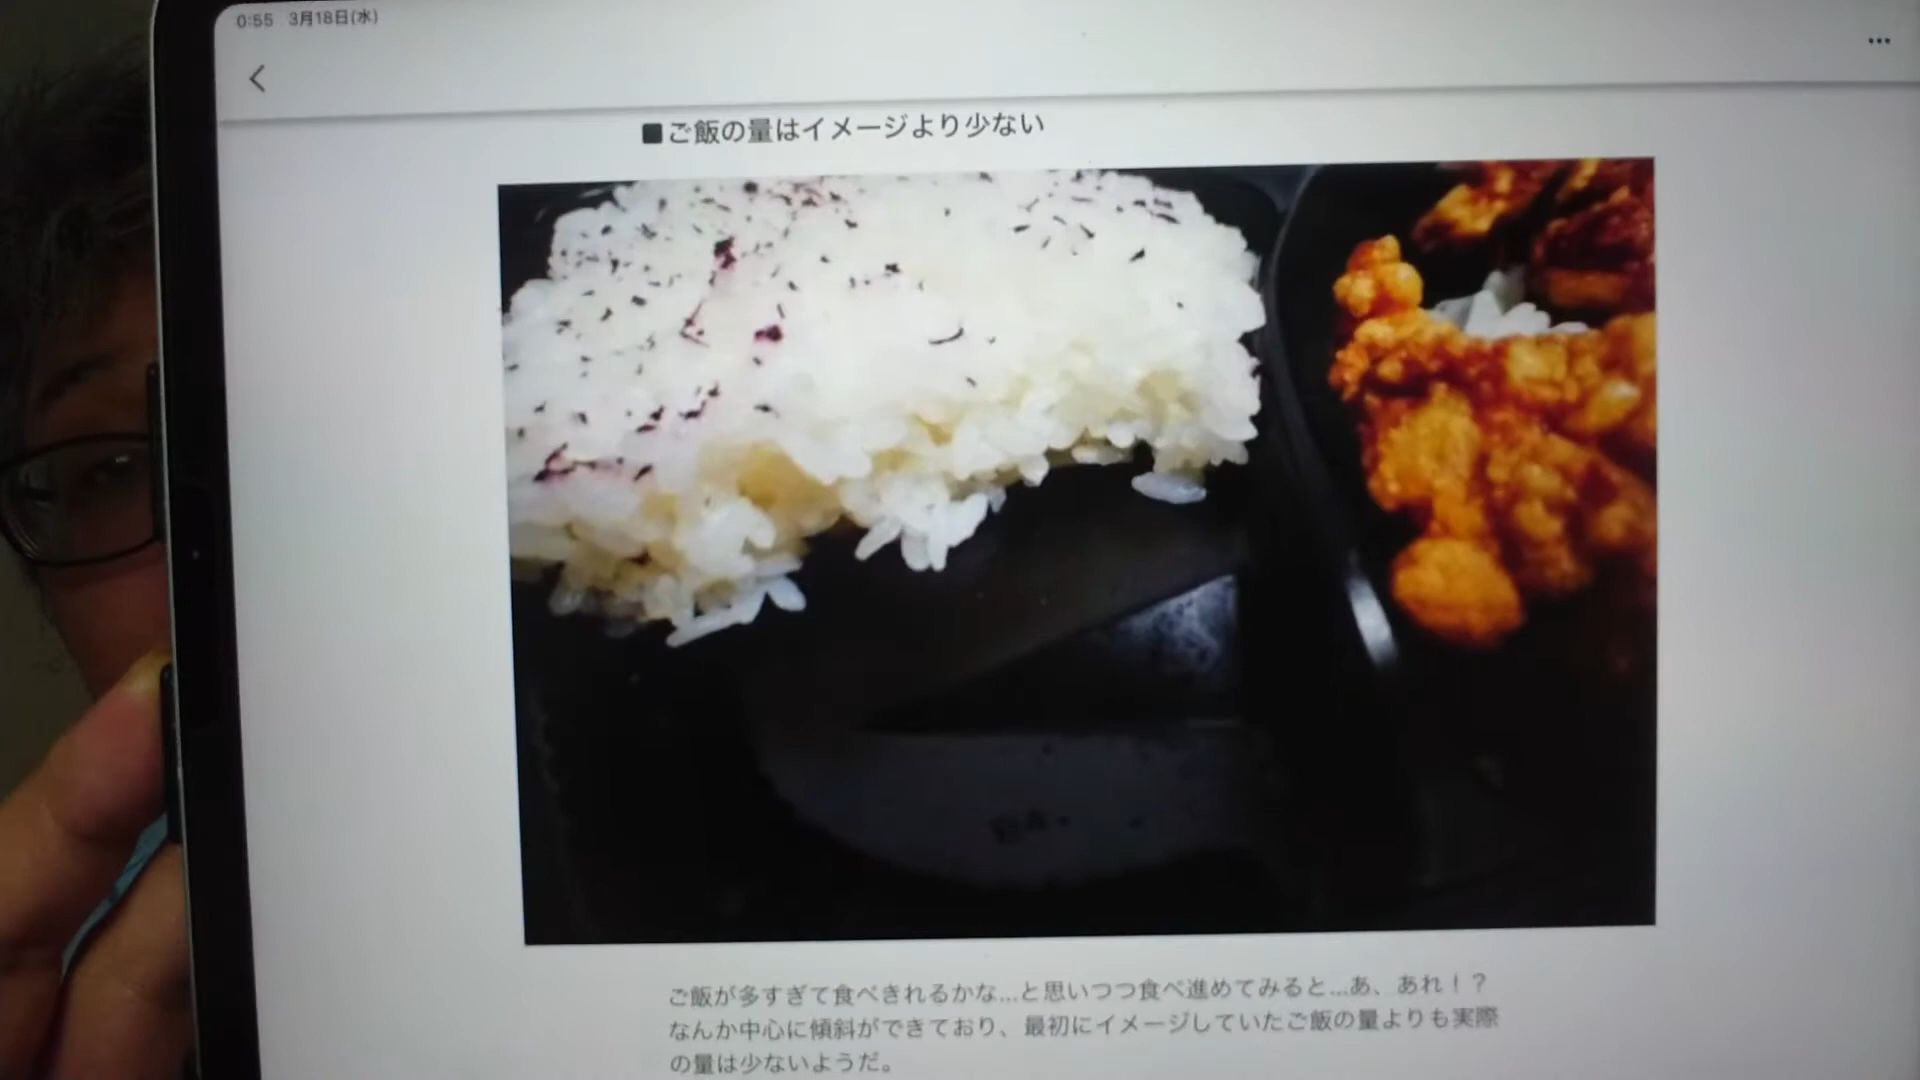 0:55 3月18日(水)
■ご飯の量はイメージより少ない
ご飯が多すぎて食べきれるかな...と思いつつ食べ進めてみると...あ、あれ！？
なんか中心に傾斜ができており、最初にイメージしていたご飯の量よりも実際
の量は少ないようだ。